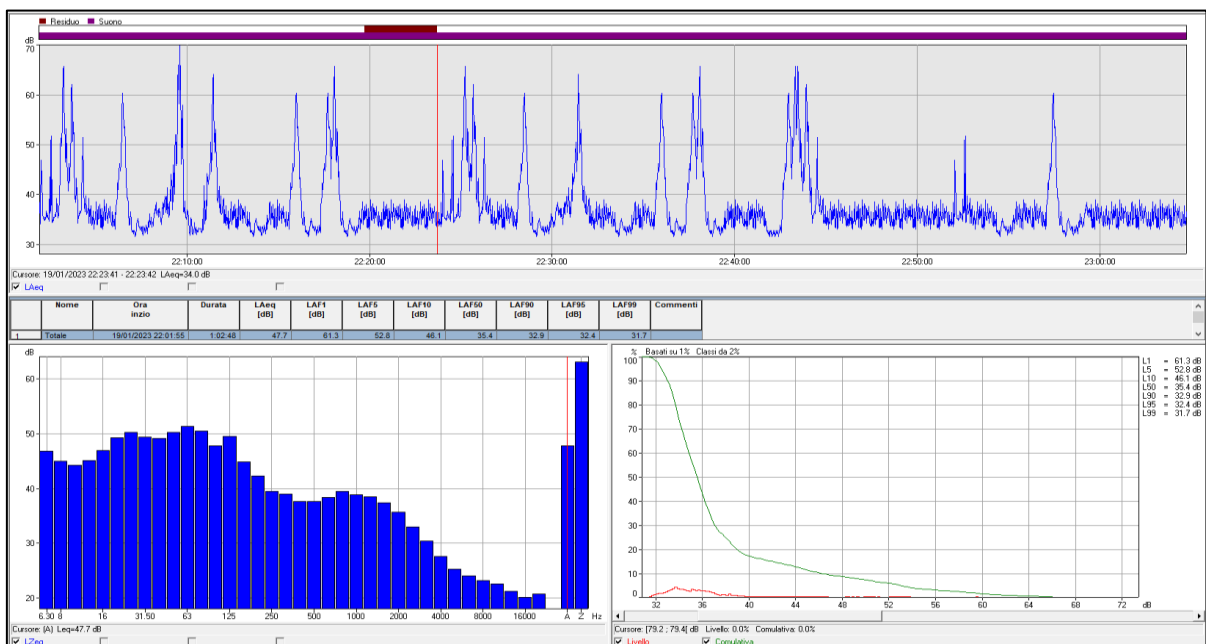 Residuo Suono
dB
70
60
50
40
30
22:10:00 22:20:00 22:30:00 22:40:00 22:50:00 23:00:00
Cursore: 19/01/2023 22:23:41 - 22:23:42 LAeq=34.0 dB
LAeq
Nome Ora inzio Durata LAeq [dB] LAF1 [dB] LAF5 [dB] LAF10 [dB] LAF50 [dB] LAF90 [dB] LAF95 [dB] LAF99 [dB] Commenti
1 Totale 19/01/2023 22:01:55 1:02:48 47.7 61.3 52.8 46.1 35.4 32.9 32.4 31.7
dB
60
50
40
30
20
6.30 8 16 31.50 63 125 250 500 1000 2000 4000 8000 16000 A Z Hz
Cursore: [A] Leq=47.7 dB
LZeq
% Basati su 1% Classi da 2%
100
90
80
70
60
50
40
30
20
10
0
32 36 40 44 48 52 56 60 64 68 72 dB
L1 = 61.3 dB
L5 = 52.8 dB
L10 = 46.1 dB
L50 = 35.4 dB
L90 = 32.9 dB
L95 = 32.4 dB
L99 = 31.7 dB
Cursore: [79.2 ; 79.4] dB Livello: 0.0% Comulativa: 0.0%
Livello Comulativa